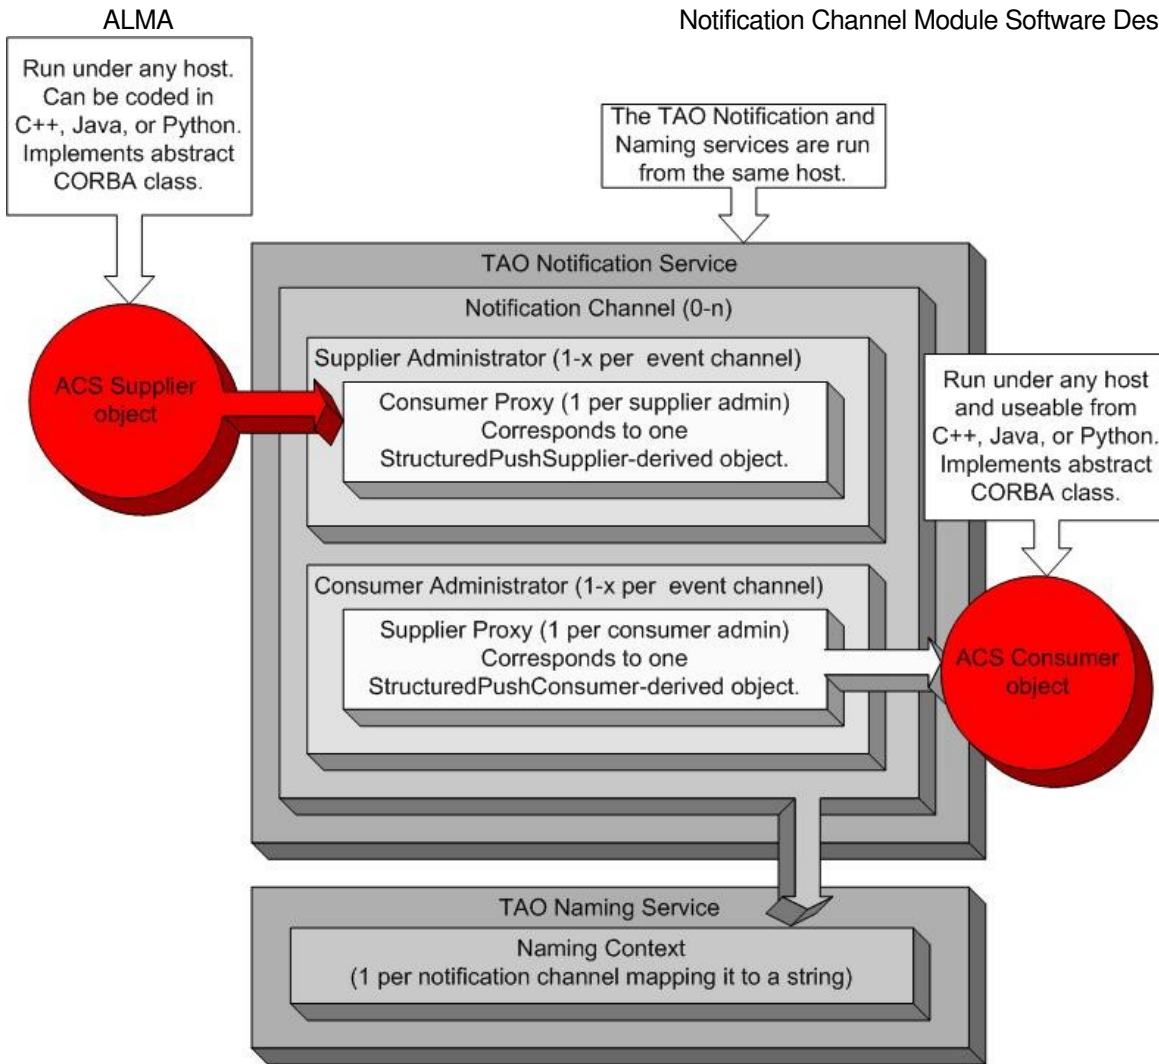 ALMA
Notification Channel Module Software Des
Run under any host.
Can be coded in
C++, Java, or Python.
Implements abstract
CORBA class.
The TAO Notification and
Naming services are run
from the same host.
TAO Notification Service
Notification Channel (0-n)
Supplier Administrator (1-x per event channel)
Consumer Proxy (1 per supplier admin)
Corresponds to one
StructuredPushSupplier-derived object.
ACS Supplier
object
Run under any host
and useable from
C++, Java, or Python.
Implements abstract
CORBA class.
Consumer Administrator (1-x per event channel)
Supplier Proxy (1 per consumer admin)
Corresponds to one
StructuredPushConsumer-derived object.
ACS Consumer
object
TAO Naming Service
Naming Context
(1 per notification channel mapping it to a string)